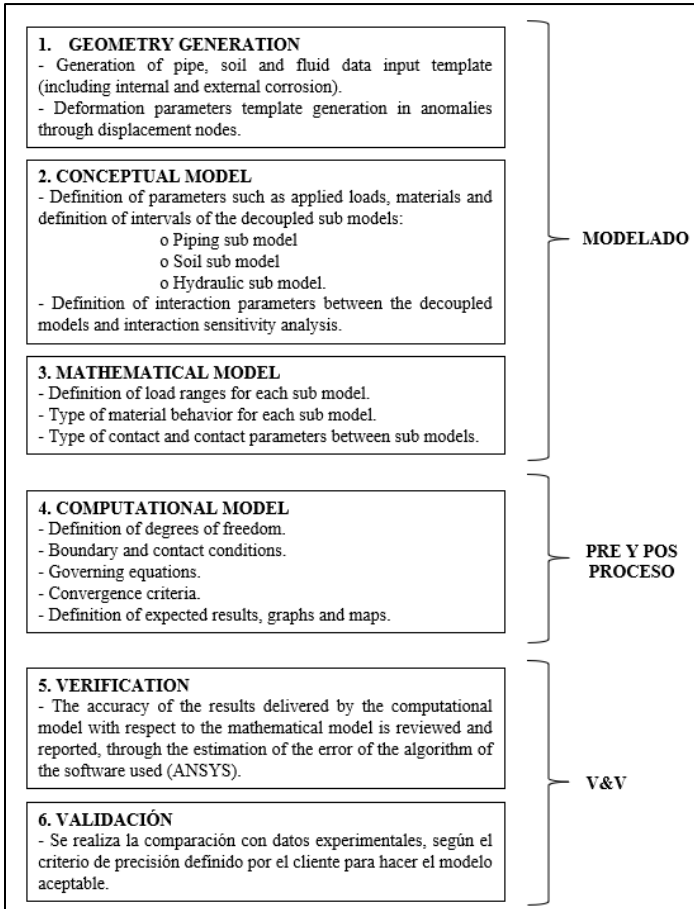 1. GEOMETRY GENERATION
- Generation of pipe, soil and fluid data input template
(including internal and external corrosion).
- Deformation parameters template generation in anomalies
through displacement nodes.
2. CONCEPTUAL MODEL
- Definition of parameters such as applied loads, materials and
definition of intervals of the decoupled sub models:
o Piping sub model
o Soil sub model
o Hydraulic sub model.
- Definition of interaction parameters between the decoupled
models and interaction sensitivity analysis.
3. MATHEMATICAL MODEL
- Definition of load ranges for each sub model.
- Type of material behavior for each sub model.
- Type of contact and contact parameters between sub models.
MODELADO
4. COMPUTATIONAL MODEL
- Definition of degrees of freedom.
- Boundary and contact conditions.
- Governing equations.
- Convergence criteria.
- Definition of expected results, graphs and maps.
PRE Y POS
PROCESO
5. VERIFICATION
- The accuracy of the results delivered by the computational
model with respect to the mathematical model is reviewed and
reported, through the estimation of the error of the algorithm of
the software used (ANSYS).
6. VALIDACIÓN
- Se realiza la comparación con datos experimentales, según el
criterio de precisión definido por el cliente para hacer el modelo
aceptable.
V&V